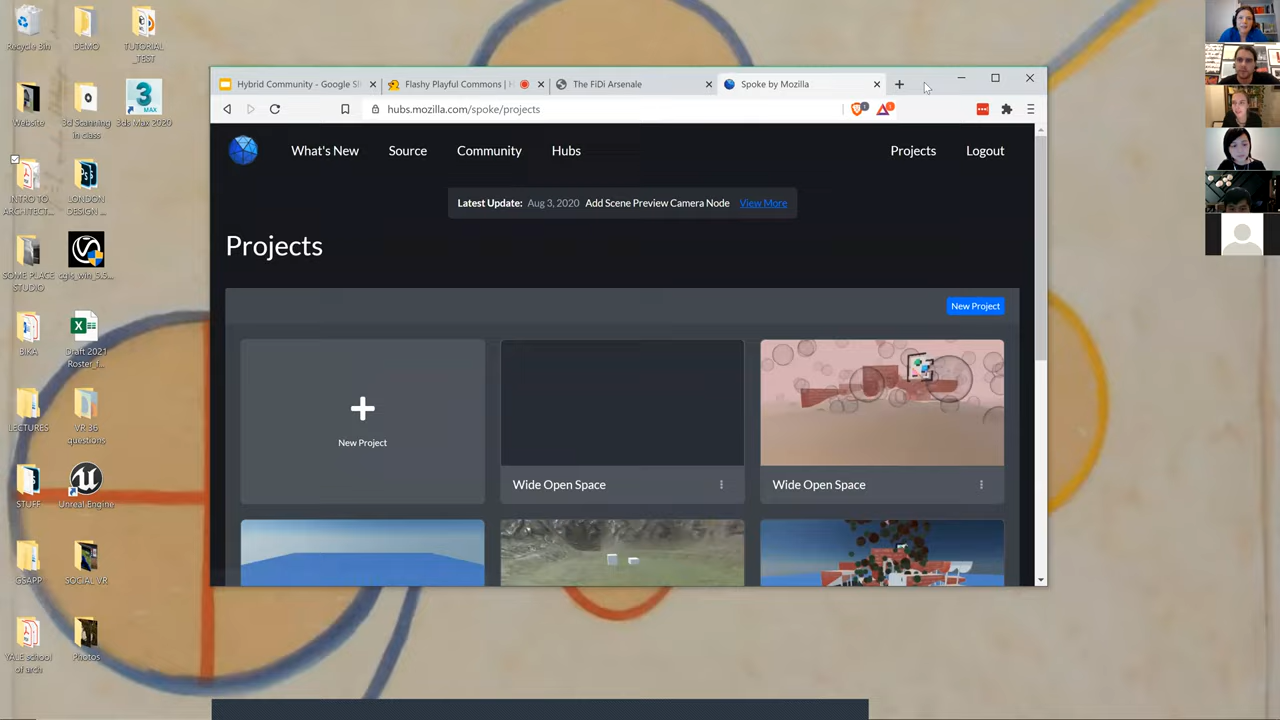 Recycle Bin
DEMO
TUTORIAL
_TEST
Website
3d Scanning
in class
3ds Max 2020
INTRO TO
ARCHITECT...
LONDON
DESIGN ...
SOME PLACE
STUDIO
BIKA
Draft 2021
Roster_f...
LECTURES
VR 36
questions
STUFF
Unreal Engine
GSAPP
SOCIAL VR
YALE school
of arch
Photos
Hybrid Community - Google Sl
Flashy Playful Commons
The FiDi Arsenale
Spoke by Mozilla
hubs.mozilla.com/spoke/projects
What's New
Source
Community
Hubs
Projects
Logout
Latest Update: Aug 3, 2020 Add Scene Preview Camera Node View More
Projects
New Project
New Project
Wide Open Space
Wide Open Space